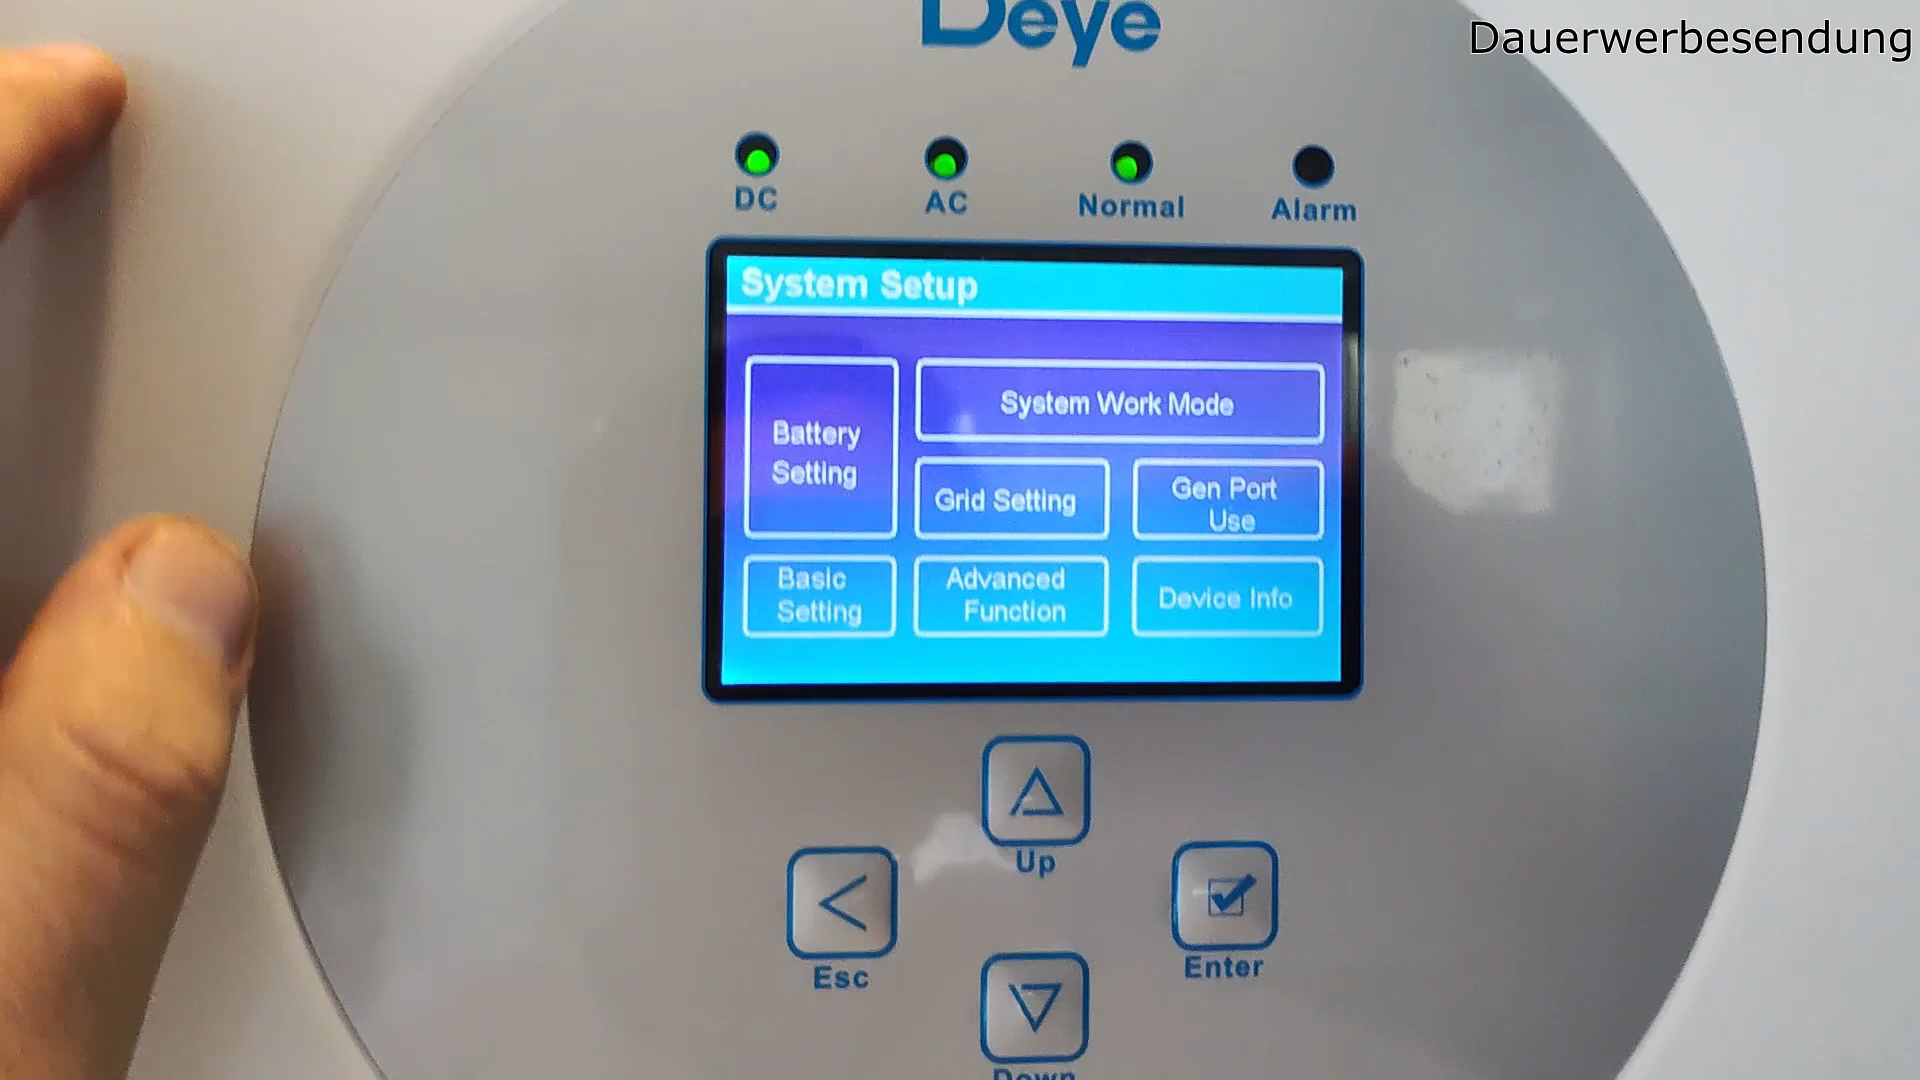 Deye
Dauerwerbesendung
DC
AC
Normal
Alarm
System Setup
Battery
Setting
System Work Mode
Grid Setting
Gen Port
Use
Basic
Setting
Advanced
Function
Device Info
Up
Esc
Enter
Down